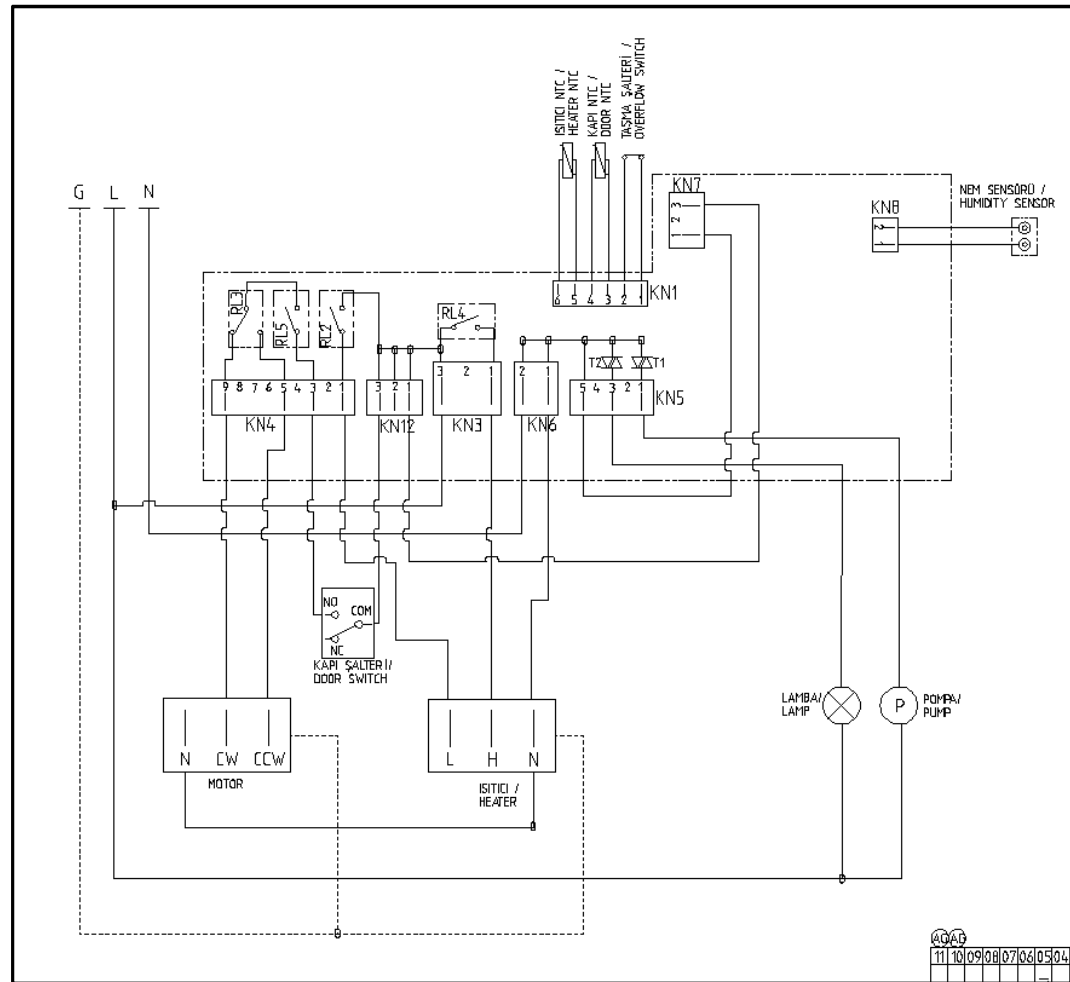 ISITICI NTC /
HEATER NTC
KAPI NTC /
DOOR NTC
TAŞMA ŞALTERİ /
OVERFLOW SWITCH
G L N
KN7
3
2
1
KN8
2
1
NEM SENSÖRÜ /
HUMIDITY SENSOR
6 5 4 3 2 1
KN1
RL3
RL5
RL2
RL4
T2
T1
9 8 7 6 5 4 3 2 1
KN4
3 2 1
KN12
3 2 1
KN3
2 1
KN6
5 4 3 2 1
KN5
NO
COM
NC
KAPI ŞALTERİ/
DOOR SWITCH
LAMBA/
LAMP
P
POMPA/
PUMP
N CW CCW
MOTOR
L H N
ISITICI /
HEATER
11 10 09 08 07 06 05 04